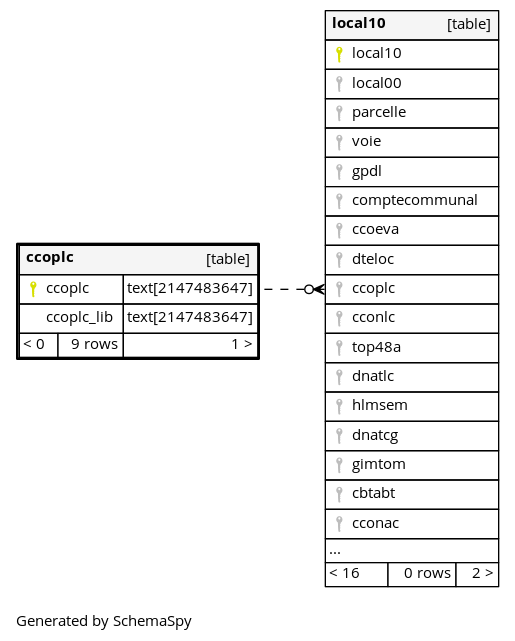 local10 [table]
local10
local00
parcelle
voie
gpdl
comptecommunal
ccoeva
dteloc
ccoplc
cconlc
top48a
dnatlc
hlmsem
dnatcg
gimtom
cbtabt
cconac
...
< 16 0 rows 2 >
ccoplc [table]
ccoplc text[2147483647]
ccoplc_lib text[2147483647]
< 0 9 rows 1 >
Generated by SchemaSpy